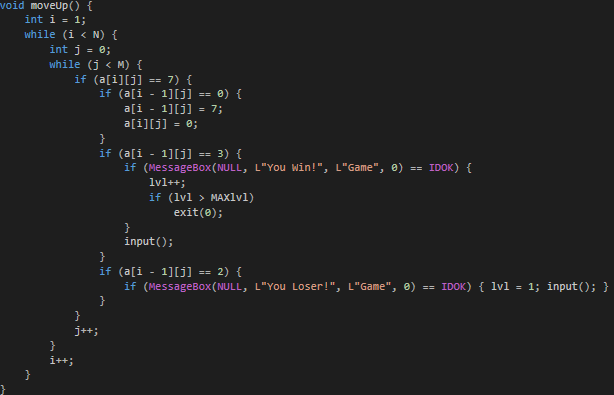 void moveUp() {
    int i = 1;
    while (i < N) {
        int j = 0;
        while (j < M) {
            if (a[i][j] == 7) {
                if (a[i - 1][j] == 0) {
                    a[i - 1][j] = 7;
                    a[i][j] = 0;
                }
                if (a[i - 1][j] == 3) {
                    if (MessageBox(NULL, L"You Win!", L"Game", 0) == IDOK) {
                        lvl++;
                        if (lvl > MAXlvl)
                            exit(0);
                    }
                    input();
                }
                if (a[i - 1][j] == 2) {
                    if (MessageBox(NULL, L"You Loser!", L"Game", 0) == IDOK) { lvl = 1; input(); }
                }
            }
            j++;
        }
        i++;
    }
}